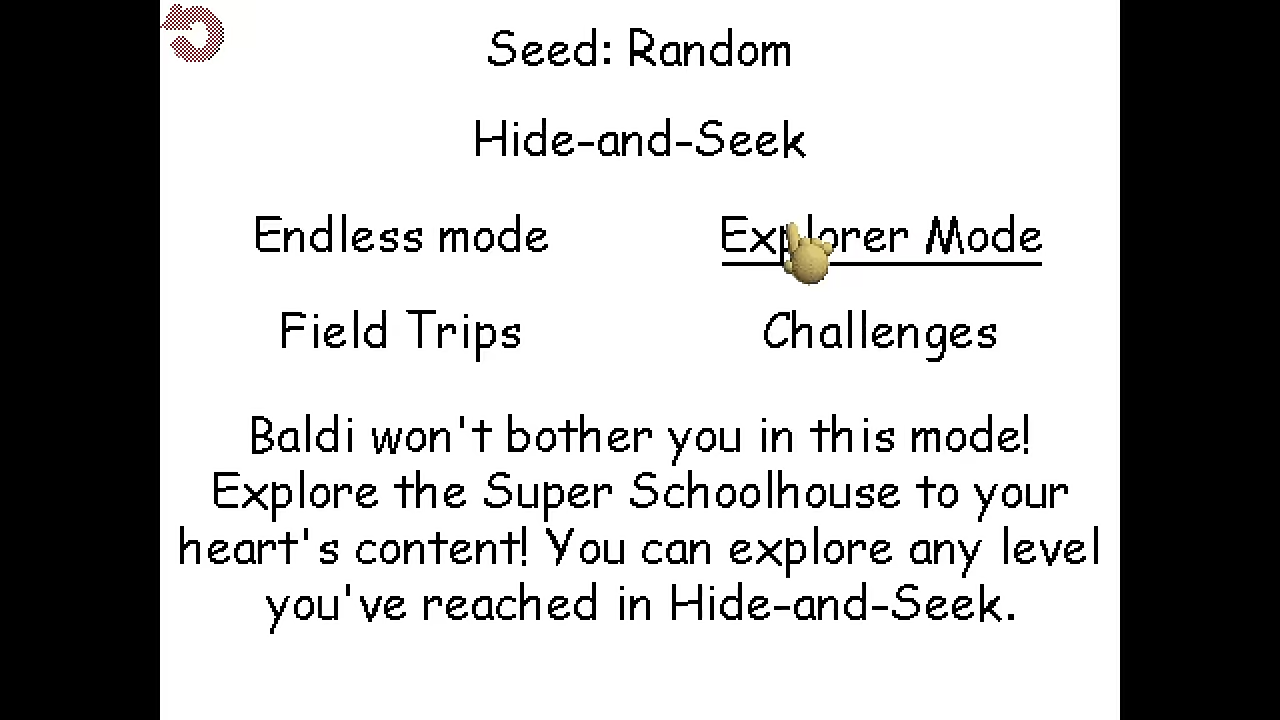 Seed: Random
Hide-and-Seek
Endless mode
Explorer Mode
Field Trips
Challenges
Baldi won't bother you in this mode!
Explore the Super Schoolhouse to your
heart's content! You can explore any level
you've reached in Hide-and-Seek.